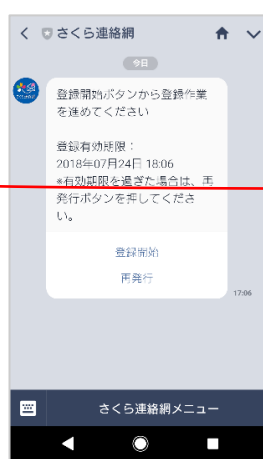 さくら連絡網
今日
登録開始ボタンから登録作業
を進めてください
登録有効期限：
2018年07月24日 18:06
*有効期限を過ぎた場合は、再
発行ボタンを押してくださ
い。
登録開始
再発行
17:06
さくら連絡網メニュー